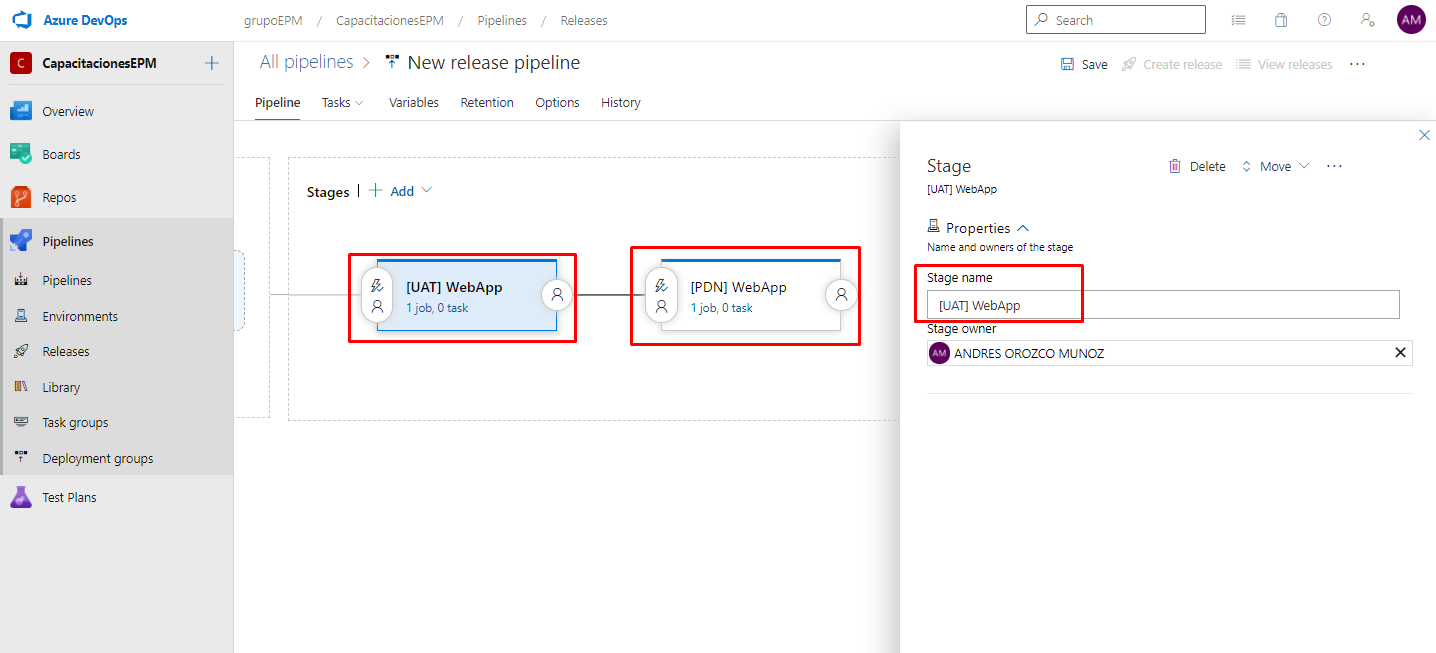 Azure DevOps
grupoEPM / CapacitacionesEPM / Pipelines / Releases
Search
AM
C CapacitacionesEPM
Overview
Boards
Repos
Pipelines
Pipelines
Environments
Releases
Library
Task groups
Deployment groups
Test Plans
All pipelines > New release pipeline
Save Create release View releases ...
Pipeline Tasks Variables Retention Options History
Stages | + Add
[UAT] WebApp
1 job, 0 task
[PDN] WebApp
1 job, 0 task
Stage
Delete Move ...
[UAT] WebApp
Properties
Name and owners of the stage
Stage name
[UAT] WebApp
Stage owner
AM ANDRES OROZCO MUNOZ